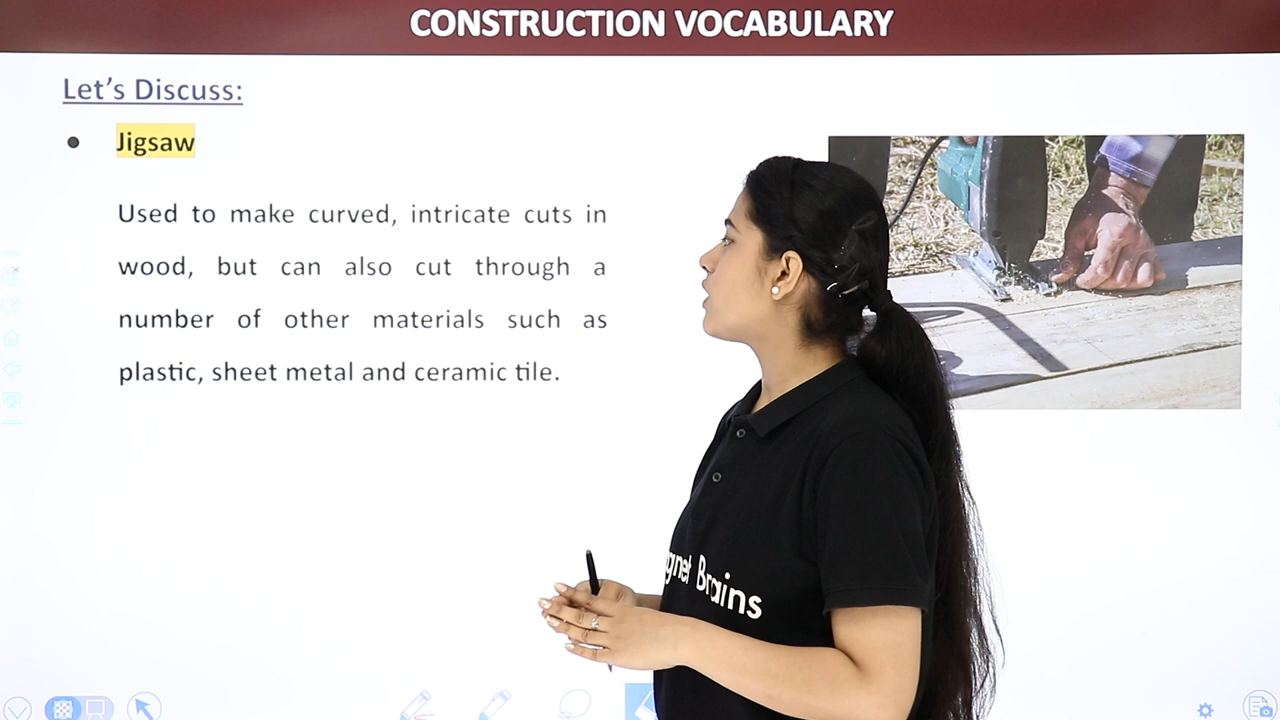 CONSTRUCTION VOCABULARY
Let's Discuss:
• Jigsaw
Used to make curved, intricate cuts in
wood, but can also cut through a
number of other materials such as
plastic, sheet metal and ceramic tile.
gnet Brains